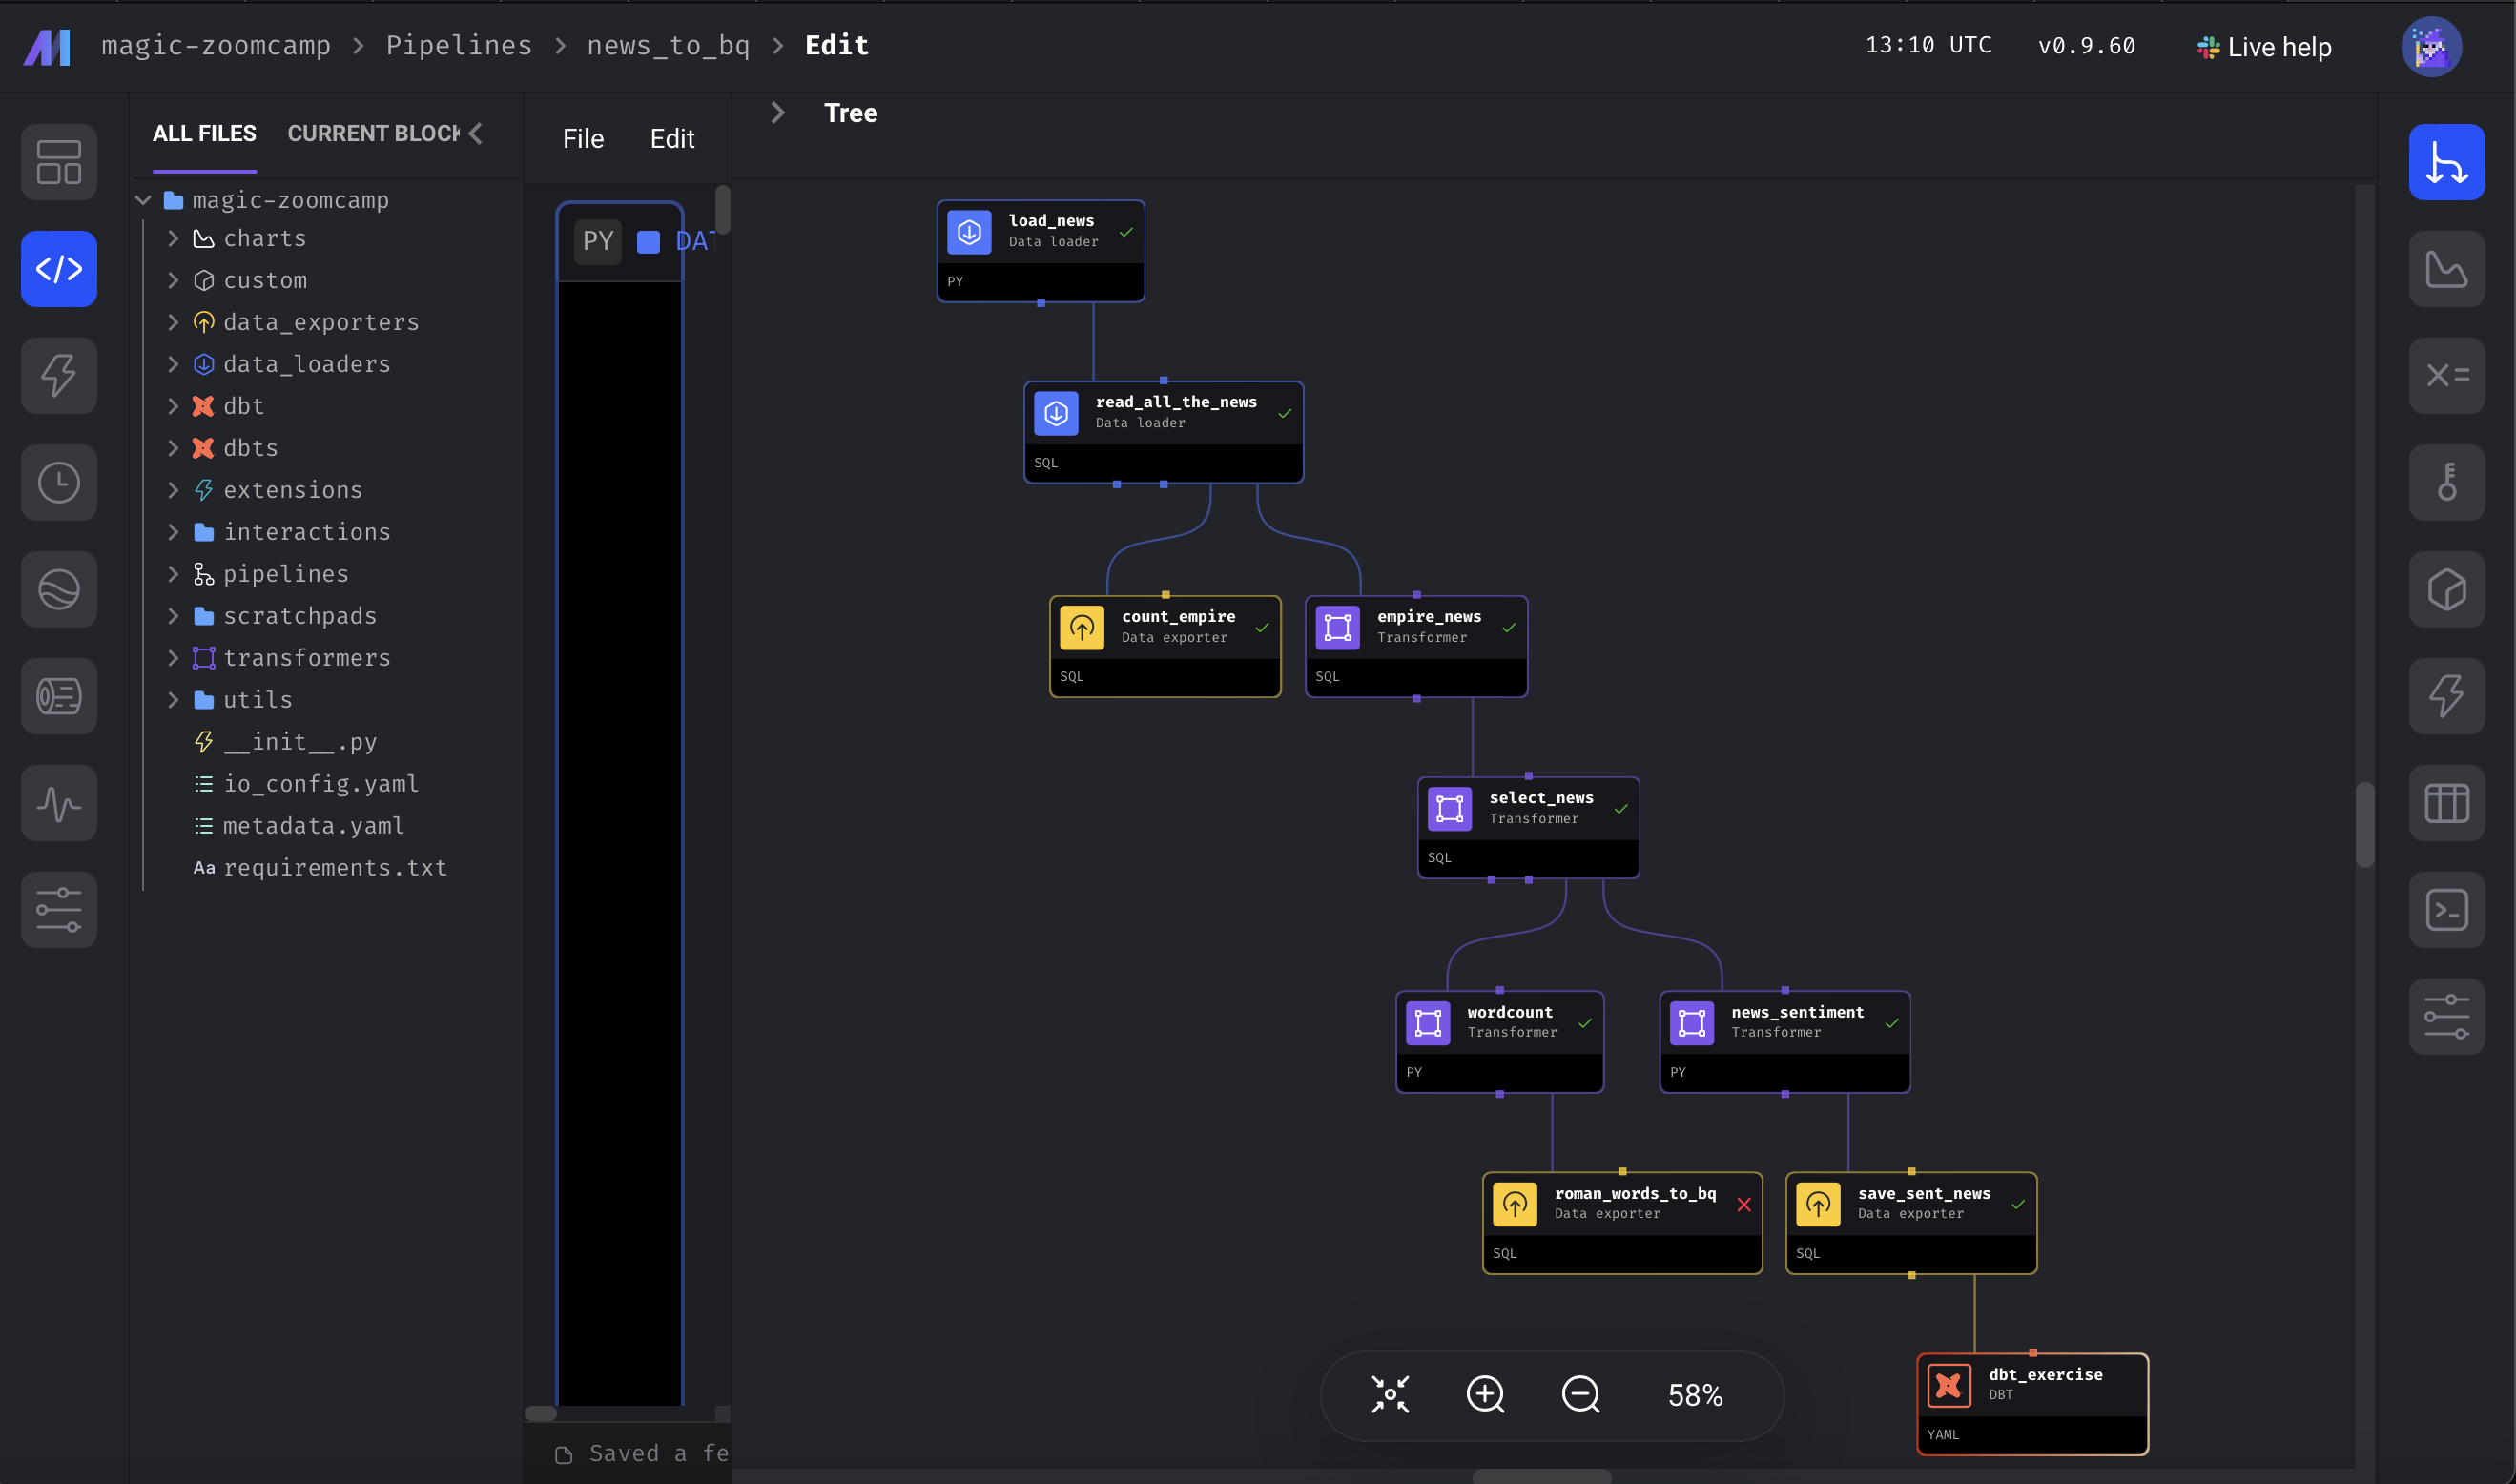 magic-zoomcamp > Pipelines > news_to_bq > Edit
13:10 UTC v0.9.60 Live help
ALL FILES CURRENT BLOCK
File Edit
Tree
magic-zoomcamp
charts
custom
data_exporters
data_loaders
dbt
dbts
extensions
interactions
pipelines
scratchpads
transformers
utils
__init__.py
io_config.yaml
metadata.yaml
Aa requirements.txt
PY DAT
Saved a fe
load_news
Data loader
PY
read_all_the_news
Data loader
SQL
count_empire
Data exporter
SQL
empire_news
Transformer
SQL
select_news
Transformer
SQL
wordcount
Transformer
PY
news_sentiment
Transformer
PY
roman_words_to_bq
Data exporter
SQL
save_sent_news
Data exporter
SQL
dbt_exercise
DBT
YAML
58%